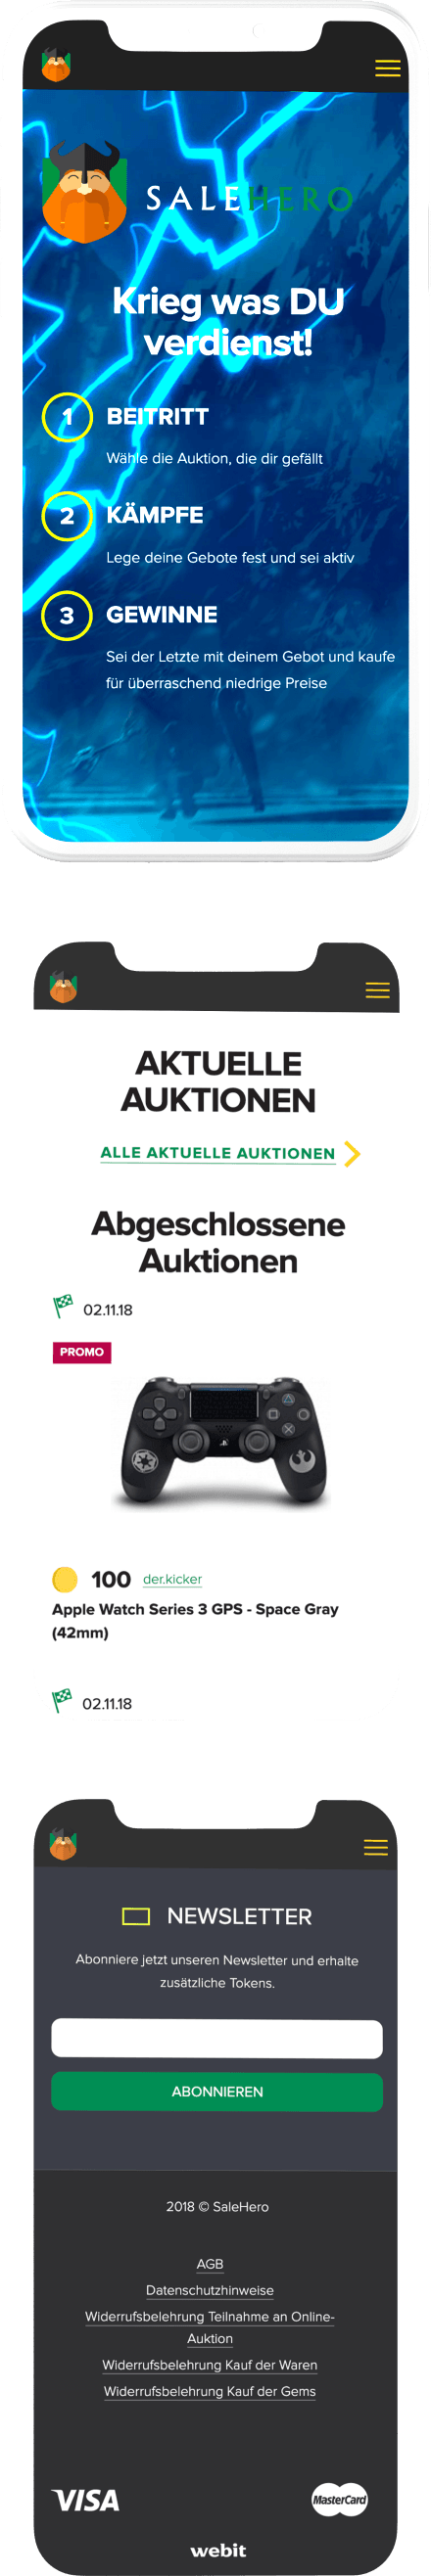 SALEHERO
Krieg was DU
verdienst!
1 BEITRITT
Wähle die Auktion, die dir gefällt
2 KÄMPFE
Lege deine Gebote fest und sei aktiv
3 GEWINNE
Sei der Letzte mit deinem Gebot und kaufe
für überraschend niedrige Preise
AKTUELLE
AUKTIONEN
ALLE AKTUELLE AUKTIONEN
Abgeschlossene
Auktionen
02.11.18
PROMO
100 der.kicker
Apple Watch Series 3 GPS - Space Gray
(42mm)
02.11.18
NEWSLETTER
Abonniere jetzt unseren Newsletter und erhalte
zusätzliche Tokens.
ABONNIEREN
2018 © SaleHero
AGB
Datenschutzhinweise
Widerrufsbelehrung Teilnahme an Online-
Auktion
Widerrufsbelehrung Kauf der Waren
Widerrufsbelehrung Kauf der Gems
VISA MasterCard
webit